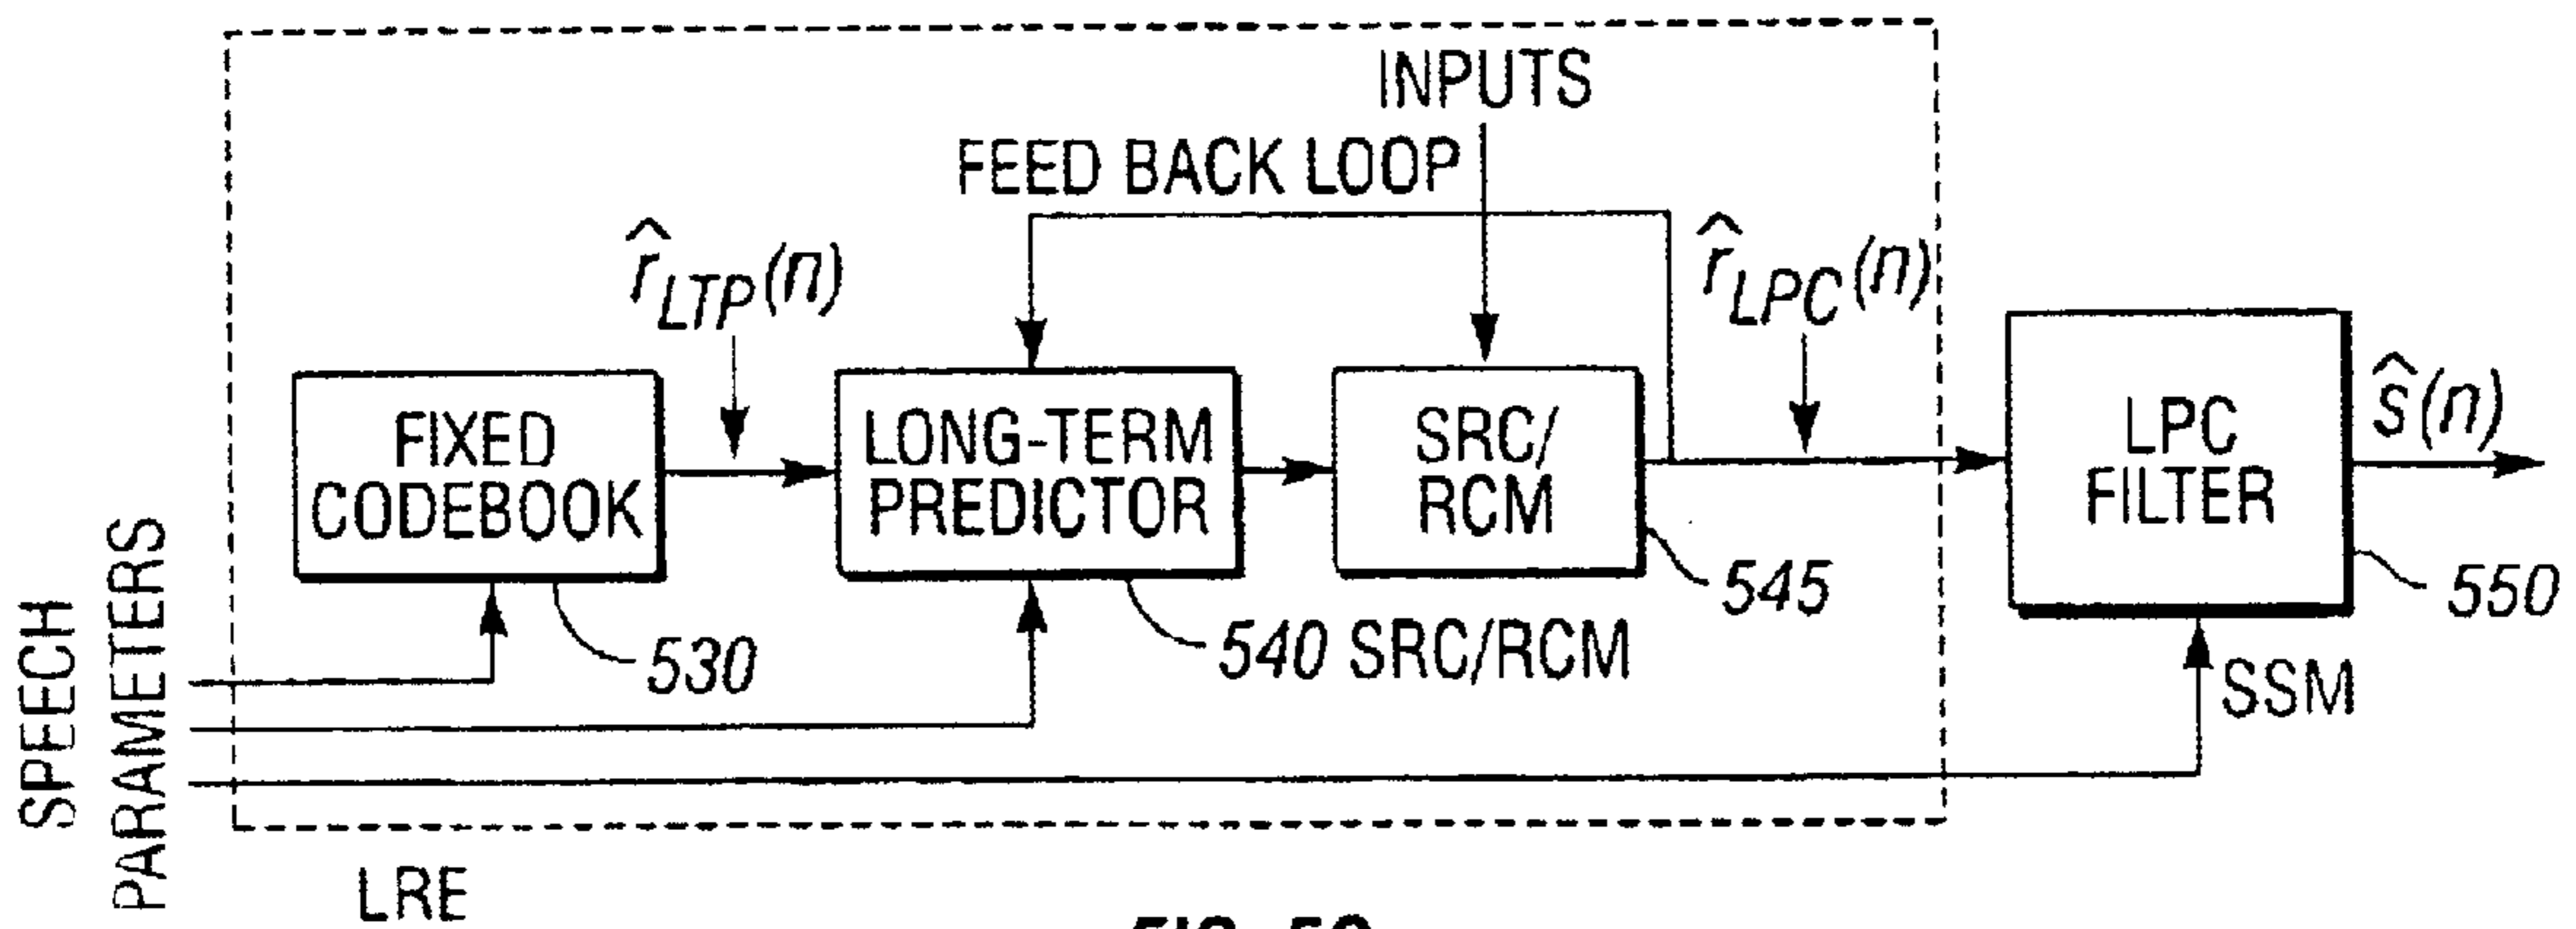 INPUTS
FEED BACK LOOP
r̂LTP(n)
r̂LPC(n)
FIXED
CODEBOOK
LONG-TERM
PREDICTOR
SRC/
RCM
LPC
FILTER
ŝ(n)
530
540 SRC/RCM
545
550
SSM
SPEECH
PARAMETERS
LRE